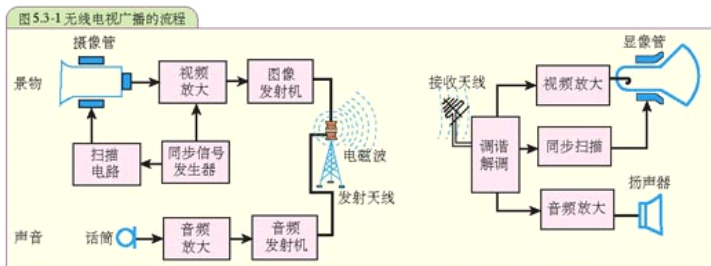 图5.3-1无线电视广播的流程
摄像管
景物
视频
放大
图像
发射机
扫描
电路
同步信号
发生器
电磁波
发射天线
声音
话筒
音频
放大
音频
发射机
接收天线
调谐
解调
显像管
视频放大
同步扫描
扬声器
音频放大